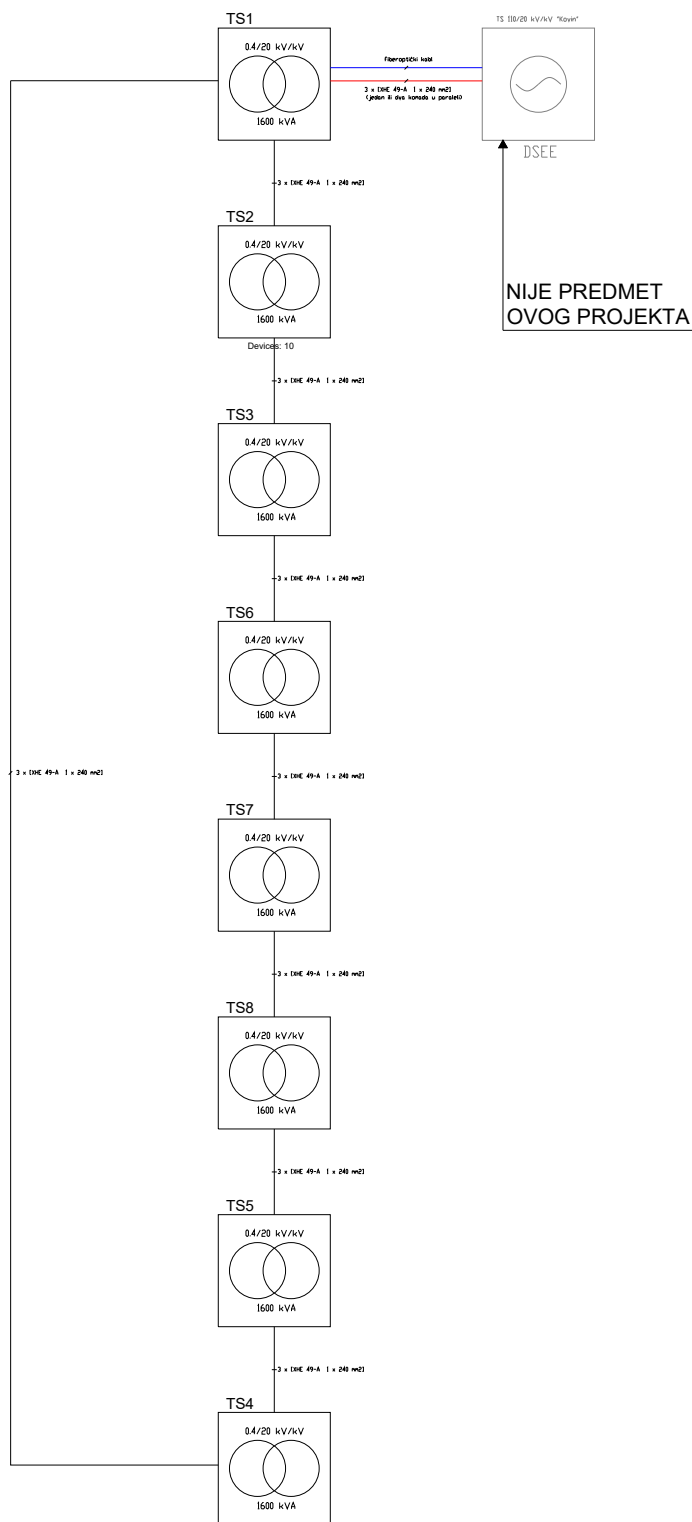 TS1
0.4/20 kV/kV
1600 kVA
fiberoptički kabl
3 x [XHE 49-A 1 x 240 mm2]
(jedan ili dva komada u paraleli)
TS 110/20 kV/kV "Kovin"
DSEE
NIJE PREDMET
OVOG PROJEKTA
3 x [XHE 49-A 1 x 240 mm2]
TS2
0.4/20 kV/kV
1600 kVA
Devices: 10
3 x [XHE 49-A 1 x 240 mm2]
TS3
0.4/20 kV/kV
1600 kVA
3 x [XHE 49-A 1 x 240 mm2]
TS6
0.4/20 kV/kV
1600 kVA
3 x [XHE 49-A 1 x 240 mm2]
3 x [XHE 49-A 1 x 240 mm2]
TS7
0.4/20 kV/kV
1600 kVA
3 x [XHE 49-A 1 x 240 mm2]
TS8
0.4/20 kV/kV
1600 kVA
3 x [XHE 49-A 1 x 240 mm2]
TS5
0.4/20 kV/kV
1600 kVA
3 x [XHE 49-A 1 x 240 mm2]
TS4
0.4/20 kV/kV
1600 kVA